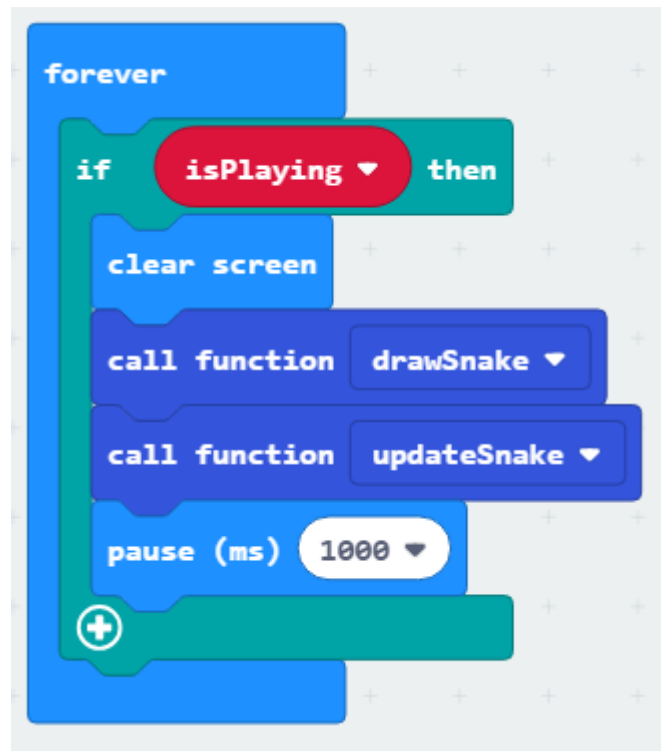 forever
if isPlaying then
clear screen
call function drawSnake
call function updateSnake
pause (ms) 1000